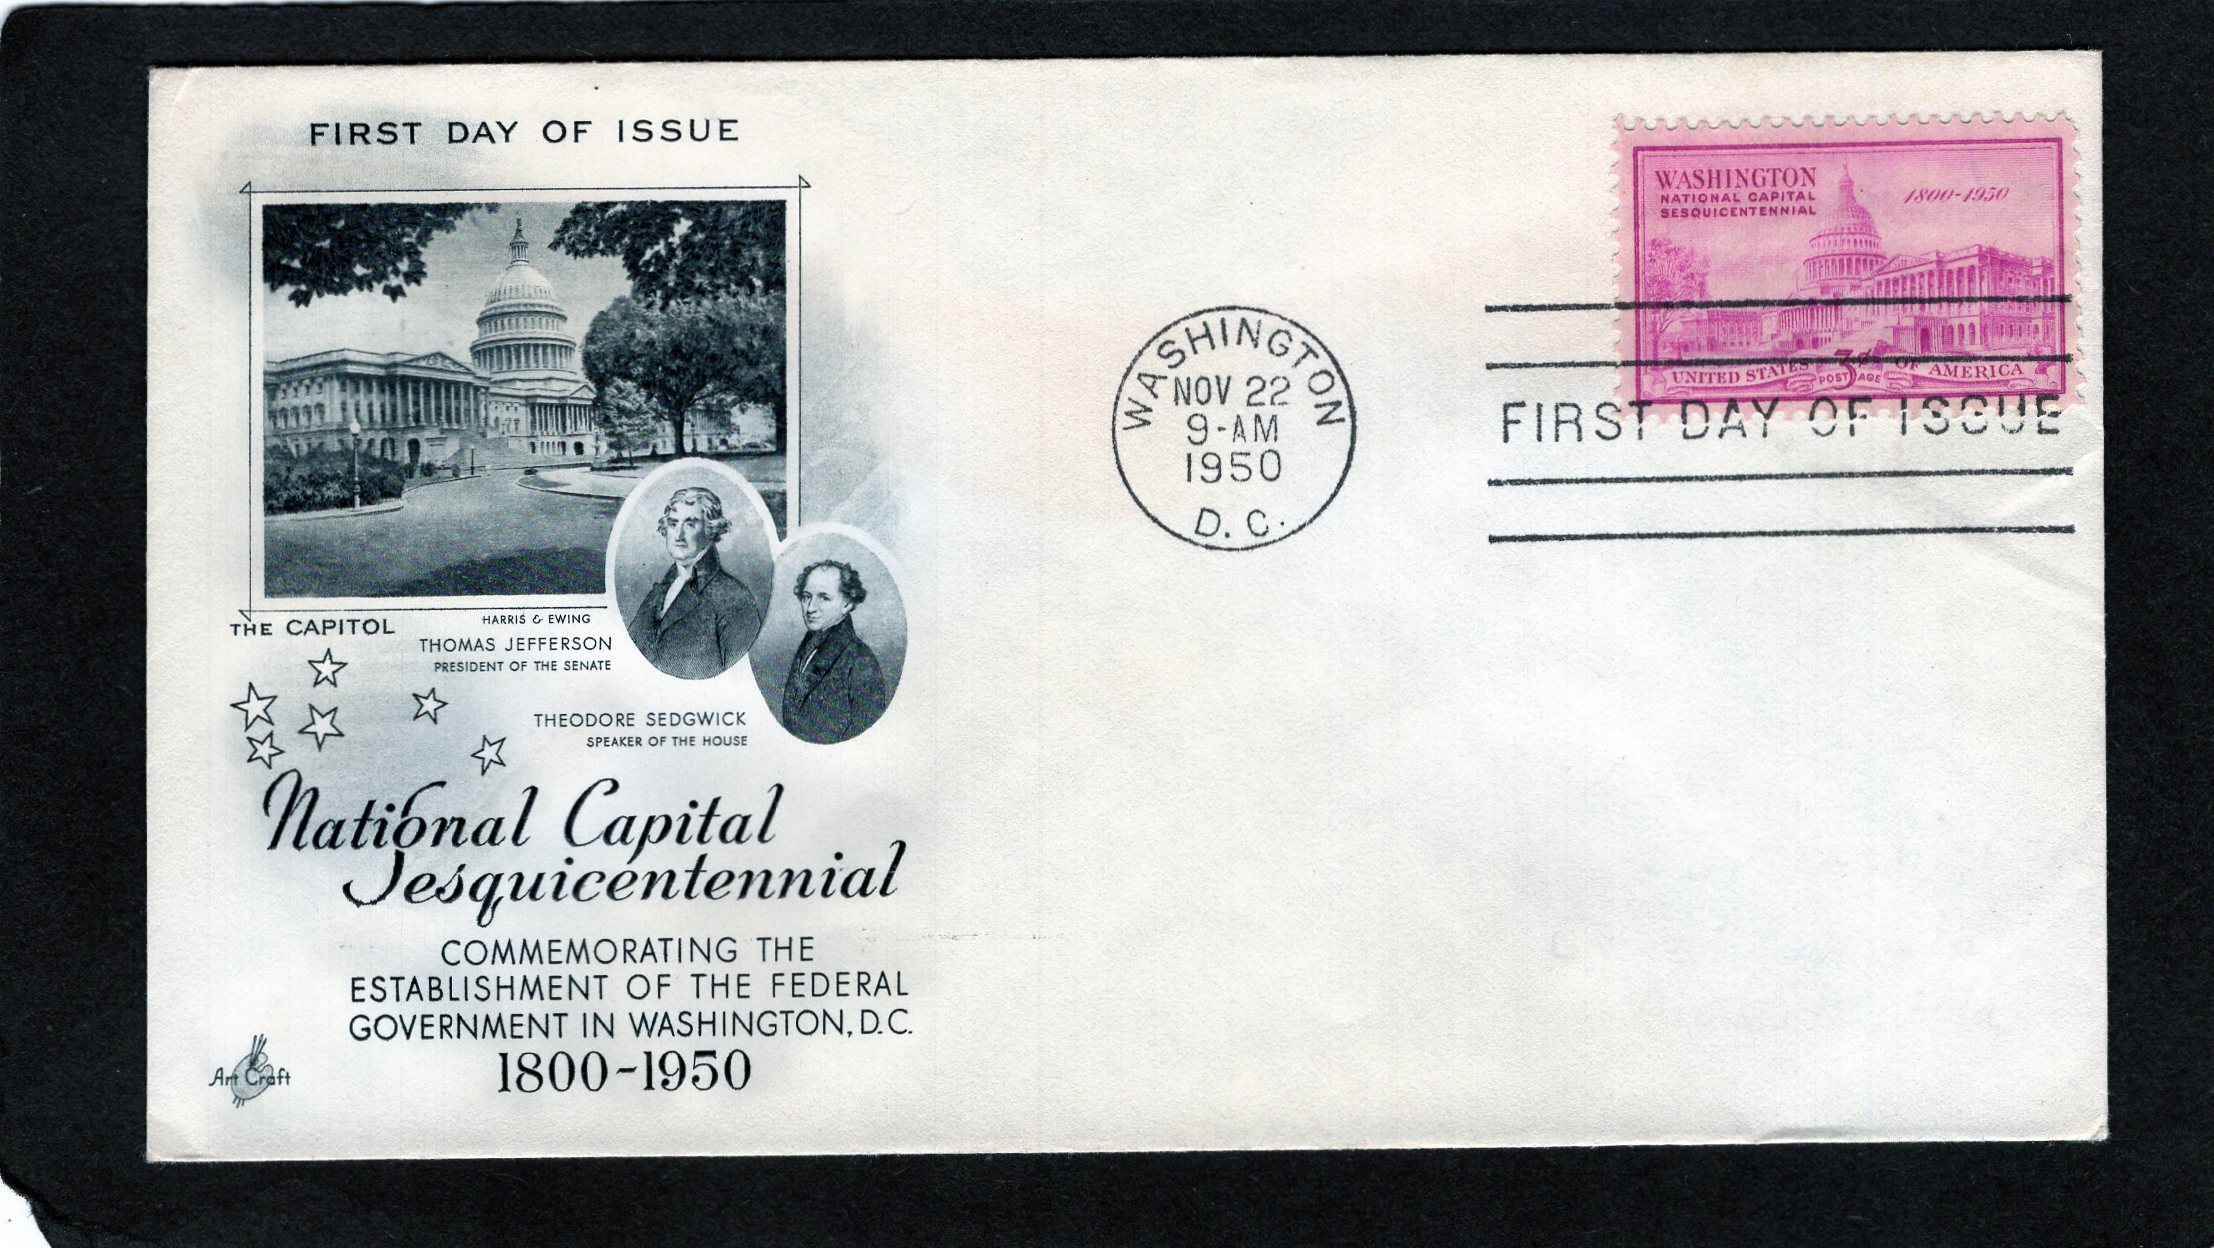 FIRST DAY OF ISSUE
THE CAPITOL
HARRIS & EWING
THOMAS JEFFERSON
PRESIDENT OF THE SENATE
THEODORE SEDGWICK
SPEAKER OF THE HOUSE
National Capital
Sesquicentennial
COMMEMORATING THE
ESTABLISHMENT OF THE FEDERAL
GOVERNMENT IN WASHINGTON, D.C.
1800-1950
Art Craft
WASHINGTON
NOV 22
9-AM
1950
D. C.
WASHINGTON
NATIONAL CAPITAL
SESQUICENTENNIAL
1800-1950
UNITED STATES 3¢ OF AMERICA
POSTAGE
FIRST DAY OF ISSUE